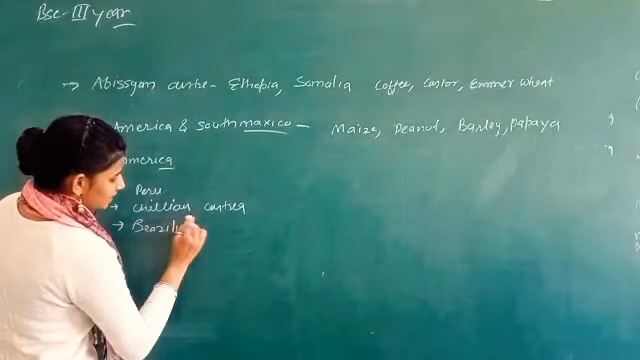 Bsc- III year
→ Abissyan centre - Ethopia, Somalia Coffee, Castor, Emmer wheat
America & South maxico - Maize, Peanut, Barley, Papaya
America
Peru
→ chillian centre
→ Brazil